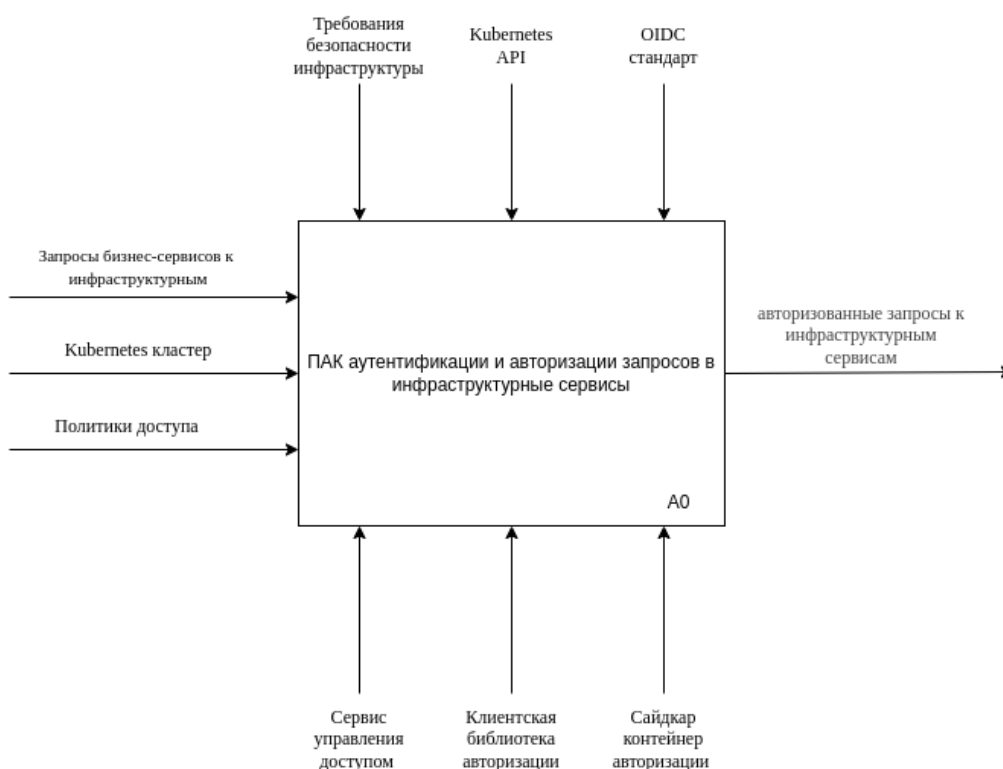 Требования
безопасности
инфраструктуры
Kubernetes
API
OIDC
стандарт
Запросы бизнес-сервисов к
инфраструктурным
Kubernetes кластер
Политики доступа
ПАК аутентификации и авторизации запросов в
инфраструктурные сервисы
A0
авторизованные запросы к
инфраструктурным
сервисам
Сервис
управления
доступом
Клиентская
библиотека
авторизации
Сайдкар
контейнер
авторизации